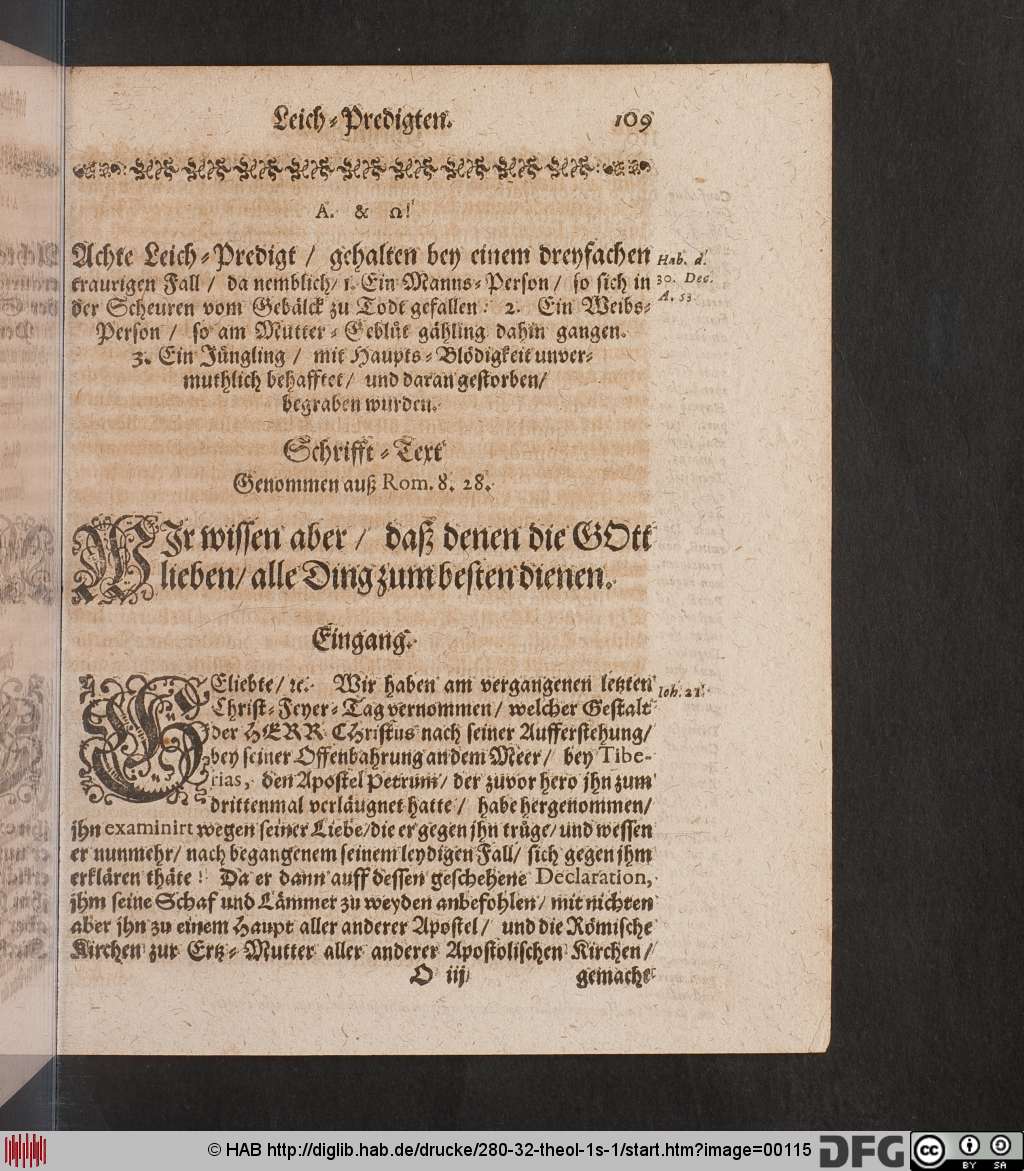 Leich-Predigten. 109
A. & Ω!
Achte Leich-Predigt / gehalten bey einem dreyfachen
traurigen Fall / da nemblich / 1. Ein Manns-Person / so sich in
der Scheuren vom Gebälck zu Todt gefallen: 2. Ein Weibs-
Person / so am Mutter-Geblüt gähling dahin gangen.
3. Ein Jüngling / mit Haupts-Blödigkeit unver-
muthlich behafftet / und daran gestorben /
begraben wurden.
Hab. d.
30. Dec.
A. 53.
Schrifft-Text
Genommen auß Rom. 8. 28.
WIr wissen aber / daß denen die GOtt
lieben / alle Ding zum besten dienen.
Eingang.
GEliebte / ꝛc. Wir haben am vergangenen letzten
Christ-Feyer-Tag vernommen / welcher Gestalt
der HERR CHristus nach seiner Aufferstehung /
bey seiner Offenbahrung an dem Meer / bey Tibe-
rias, den Apostel Petrum / der zuvor hero jhn zum
drittenmal verläugnet hatte / habe hergenommen /
jhn examinirt wegen seiner Liebe / die er gegen jhn trüge / und wessen
er nunmehr / nach begangenem seinem leydigen Fall / sich gegen jhm
erklären thäte! Da er dann auff dessen geschehene Declaration,
jhm seine Schaf und Lämmer zu weyden anbefohlen / mit nichten
aber jhn zu einem Haupt aller anderer Apostel / und die Römische
Kirchen zur Ertz-Mutter aller anderer Apostolischen Kirchen /
Joh. 21.
O iij gemacht
© HAB http://diglib.hab.de/drucke/280-32-theol-1s-1/start.htm?image=00115 DFG cc BY SA